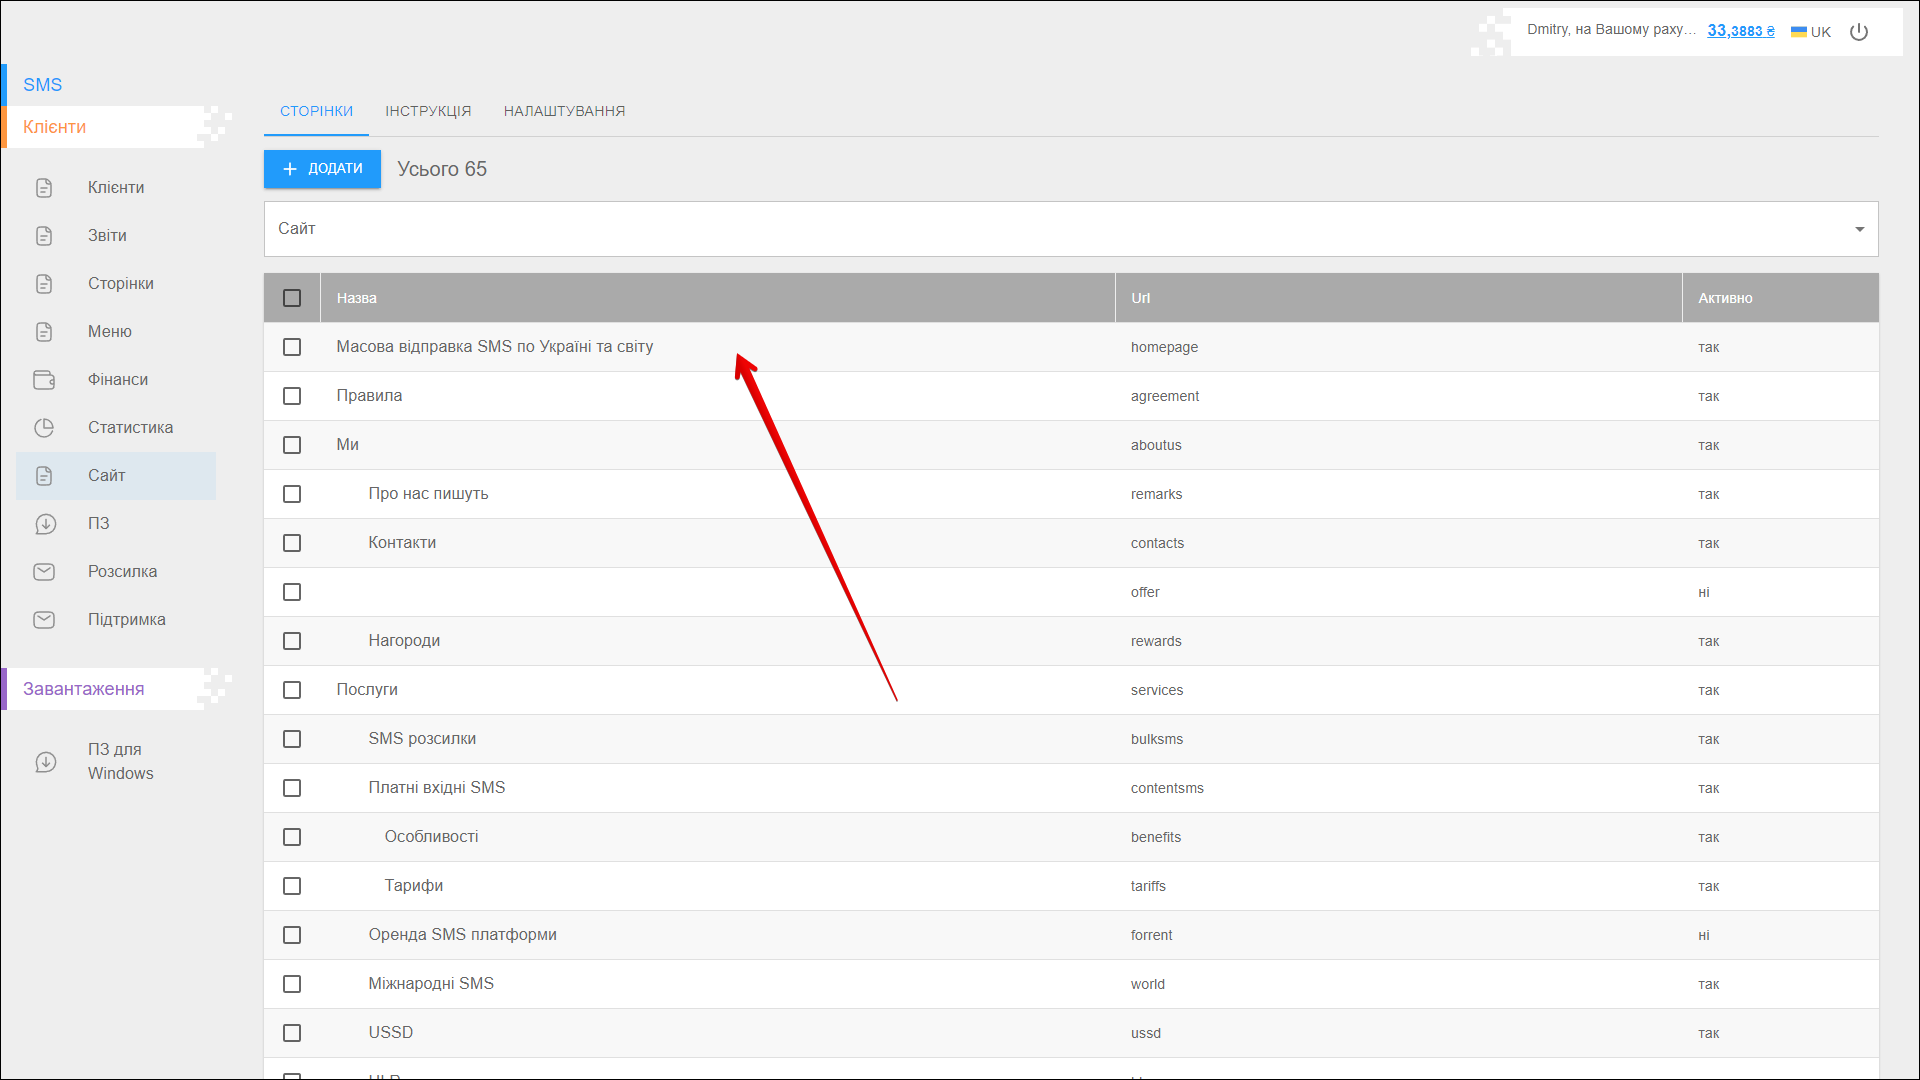 Dmitry, на Вашому раху... 33,3883 ₴ UK
SMS
Клієнти
Клієнти
Звіти
Сторінки
Меню
Фінанси
Статистика
Сайт
ПЗ
Розсилка
Підтримка
Завантаження
ПЗ для
Windows
СТОРІНКИ ІНСТРУКЦІЯ НАЛАШТУВАННЯ
+ ДОДАТИ Усього 65
Сайт
Назва Url Активно
Масова відправка SMS по Україні та світу homepage так
Правила agreement так
Ми aboutus так
Про нас пишуть remarks так
Контакти contacts так
offer ні
Нагороди rewards так
Послуги services так
SMS розсилки bulksms так
Платні вхідні SMS contentsms так
Особливості benefits так
Тарифи tariffs так
Оренда SMS платформи forrent ні
Міжнародні SMS world так
USSD ussd так